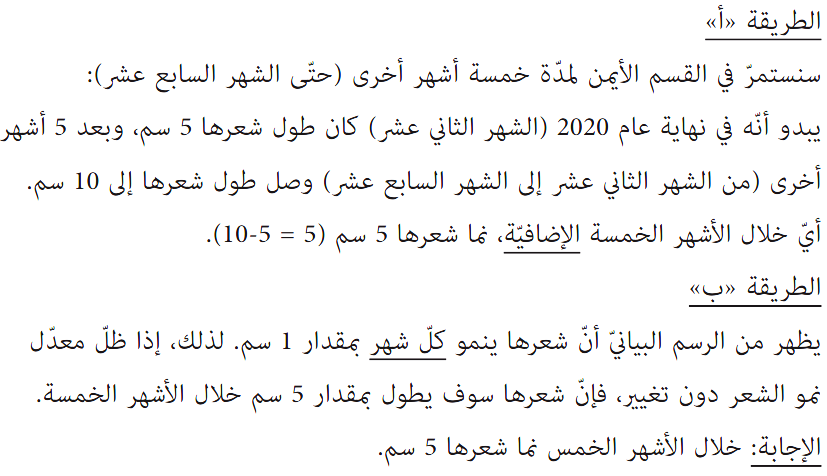 الطريقة «أ»
سنستمرّ في القسم الأيمن لمدّة خمسة أشهر أخرى (حتّى الشهر السابع عشر):
يبدو أنّه في نهاية عام 2020 (الشهر الثاني عشر) كان طول شعرها 5 سم، وبعد 5 أشهر
أخرى (من الشهر الثاني عشر إلى الشهر السابع عشر) وصل طول شعرها إلى 10 سم.
أيّ خلال الأشهر الخمسة الإضافيّة، نما شعرها 5 سم (5 = 5-10).
الطريقة «ب»
يظهر من الرسم البيانيّ أنّ شعرها ينمو كلّ شهر بمقدار 1 سم. لذلك، إذا ظلّ معدّل
نمو الشعر دون تغيير، فإنّ شعرها سوف يطول بمقدار 5 سم خلال الأشهر الخمسة.
الإجابة: خلال الأشهر الخمس نما شعرها 5 سم.